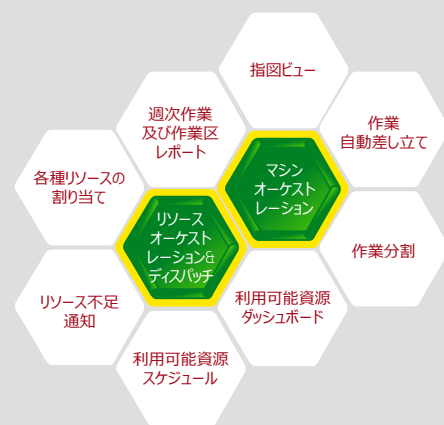 指図ビュー
週次作業
及び作業区
レポート
作業
自動差し立て
マシン
オーケスト
レーション
各種リソースの
割り当て
リソース
オーケスト
レーション&
ディスパッチ
作業分割
リソース不足
通知
利用可能資源
ダッシュボード
利用可能資源
スケジュール